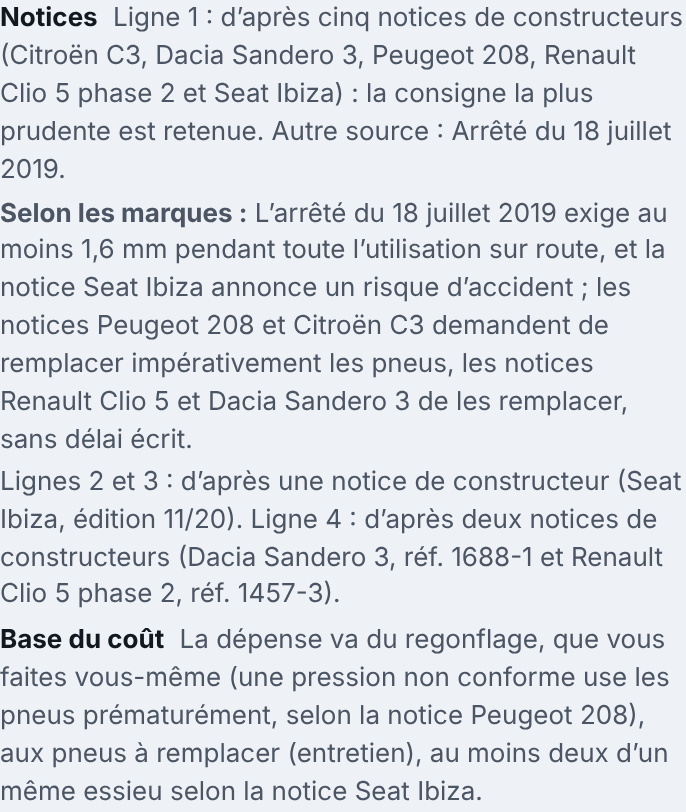 Notices Ligne 1 : d’après cinq notices de constructeurs
(Citroën C3, Dacia Sandero 3, Peugeot 208, Renault
Clio 5 phase 2 et Seat Ibiza) : la consigne la plus
prudente est retenue. Autre source : Arrêté du 18 juillet
2019.
Selon les marques : L’arrêté du 18 juillet 2019 exige au
moins 1,6 mm pendant toute l’utilisation sur route, et la
notice Seat Ibiza annonce un risque d’accident ; les
notices Peugeot 208 et Citroën C3 demandent de
remplacer impérativement les pneus, les notices
Renault Clio 5 et Dacia Sandero 3 de les remplacer,
sans délai écrit.
Lignes 2 et 3 : d’après une notice de constructeur (Seat
Ibiza, édition 11/20). Ligne 4 : d’après deux notices de
constructeurs (Dacia Sandero 3, réf. 1688-1 et Renault
Clio 5 phase 2, réf. 1457-3).
Base du coût La dépense va du regonflage, que vous
faites vous-même (une pression non conforme use les
pneus prématurément, selon la notice Peugeot 208),
aux pneus à remplacer (entretien), au moins deux d’un
même essieu selon la notice Seat Ibiza.